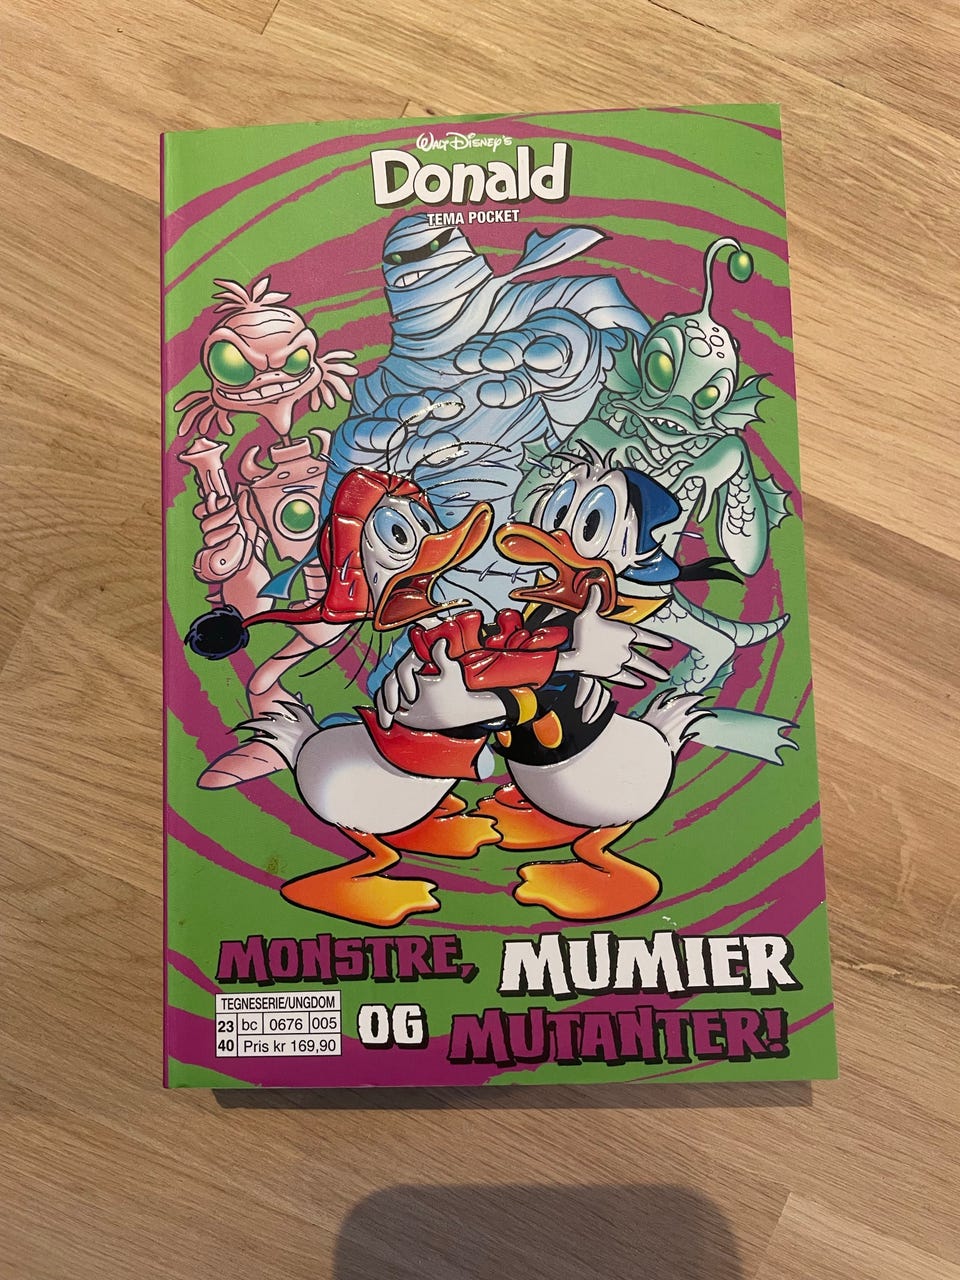 WALT DISNEY'S
Donald
TEMA POCKET
MONSTRE, MUMIER
OG MUTANTER!
TEGNESERIE/UNGDOM
23 bc 0676 005
40 Pris kr 169,90